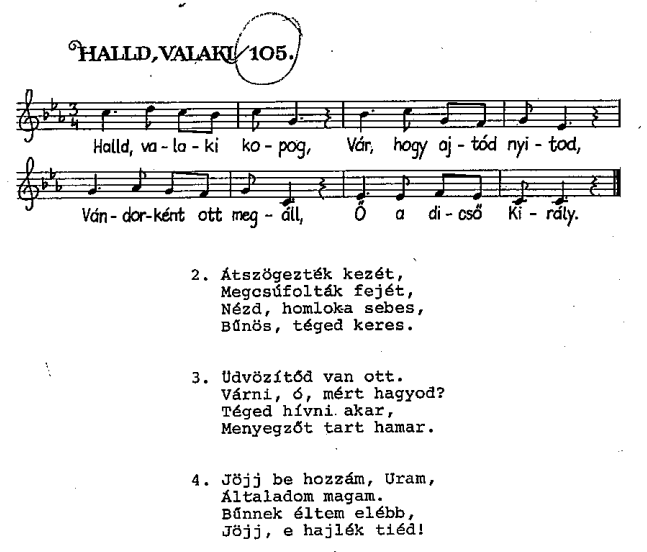 HALLD, VALAKI 105.
3
4
Halld, va-la-ki ko-pog, Vár, hogy aj-tód nyi-tod,
Ván-dor-ként ott meg-áll, Ő a di-cső Ki-rály.
2. Átszögezték kezét,
Megcsúfolták fejét,
Nézd, homloka sebes,
Bűnös, téged keres.
3. Udvözítőd van ott.
Várni, ó, mért hagyod?
Téged hívni akar,
Menyegzőt tart hamar.
4. Jöjj be hozzám, Uram,
Általadom magam.
Bűnnek éltem elébb,
Jöjj, e hajlék tiéd!